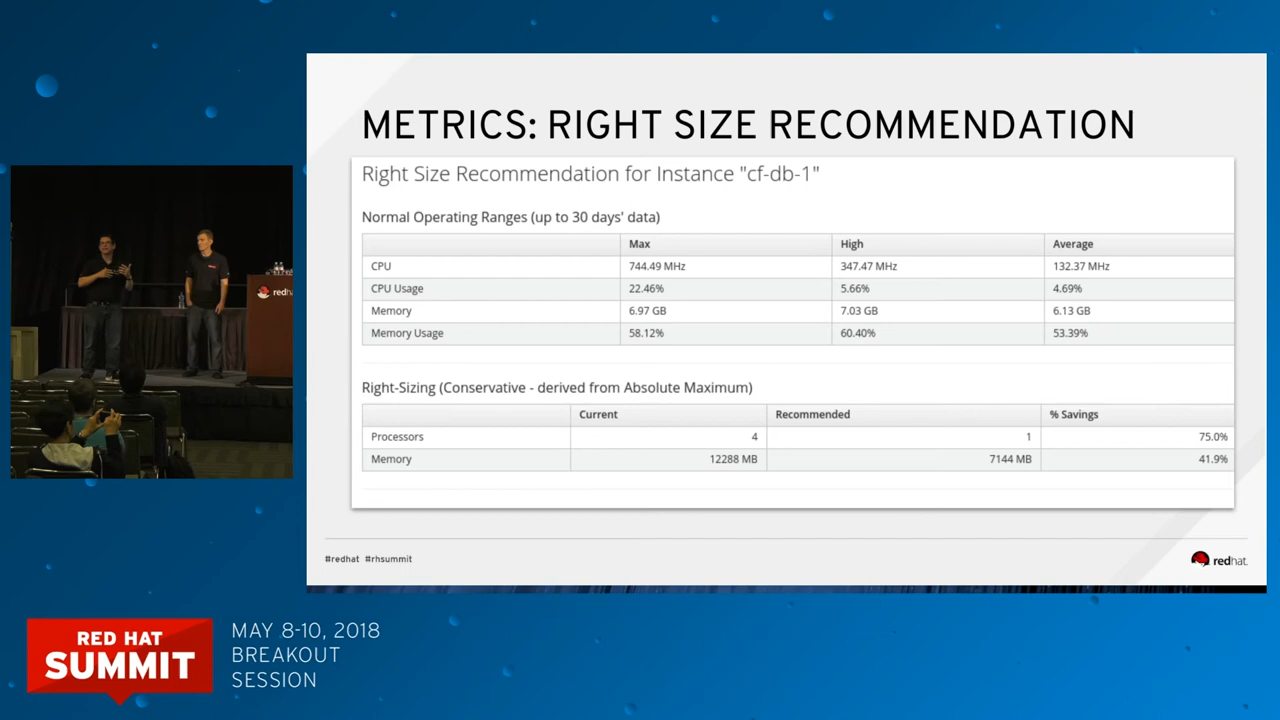 METRICS: RIGHT SIZE RECOMMENDATION
Right Size Recommendation for Instance "cf-db-1"
Normal Operating Ranges (up to 30 days' data)
Max High Average
CPU 744.49 MHz 347.47 MHz 132.37 MHz
CPU Usage 22.46% 5.66% 4.69%
Memory 6.97 GB 7.03 GB 6.13 GB
Memory Usage 58.12% 60.40% 53.39%
Right-Sizing (Conservative - derived from Absolute Maximum)
Current Recommended % Savings
Processors 4 1 75.0%
Memory 12288 MB 7144 MB 41.9%
#redhat #rhsummit
redhat.
redh
RED HAT
SUMMIT
MAY 8-10, 2018
BREAKOUT
SESSION